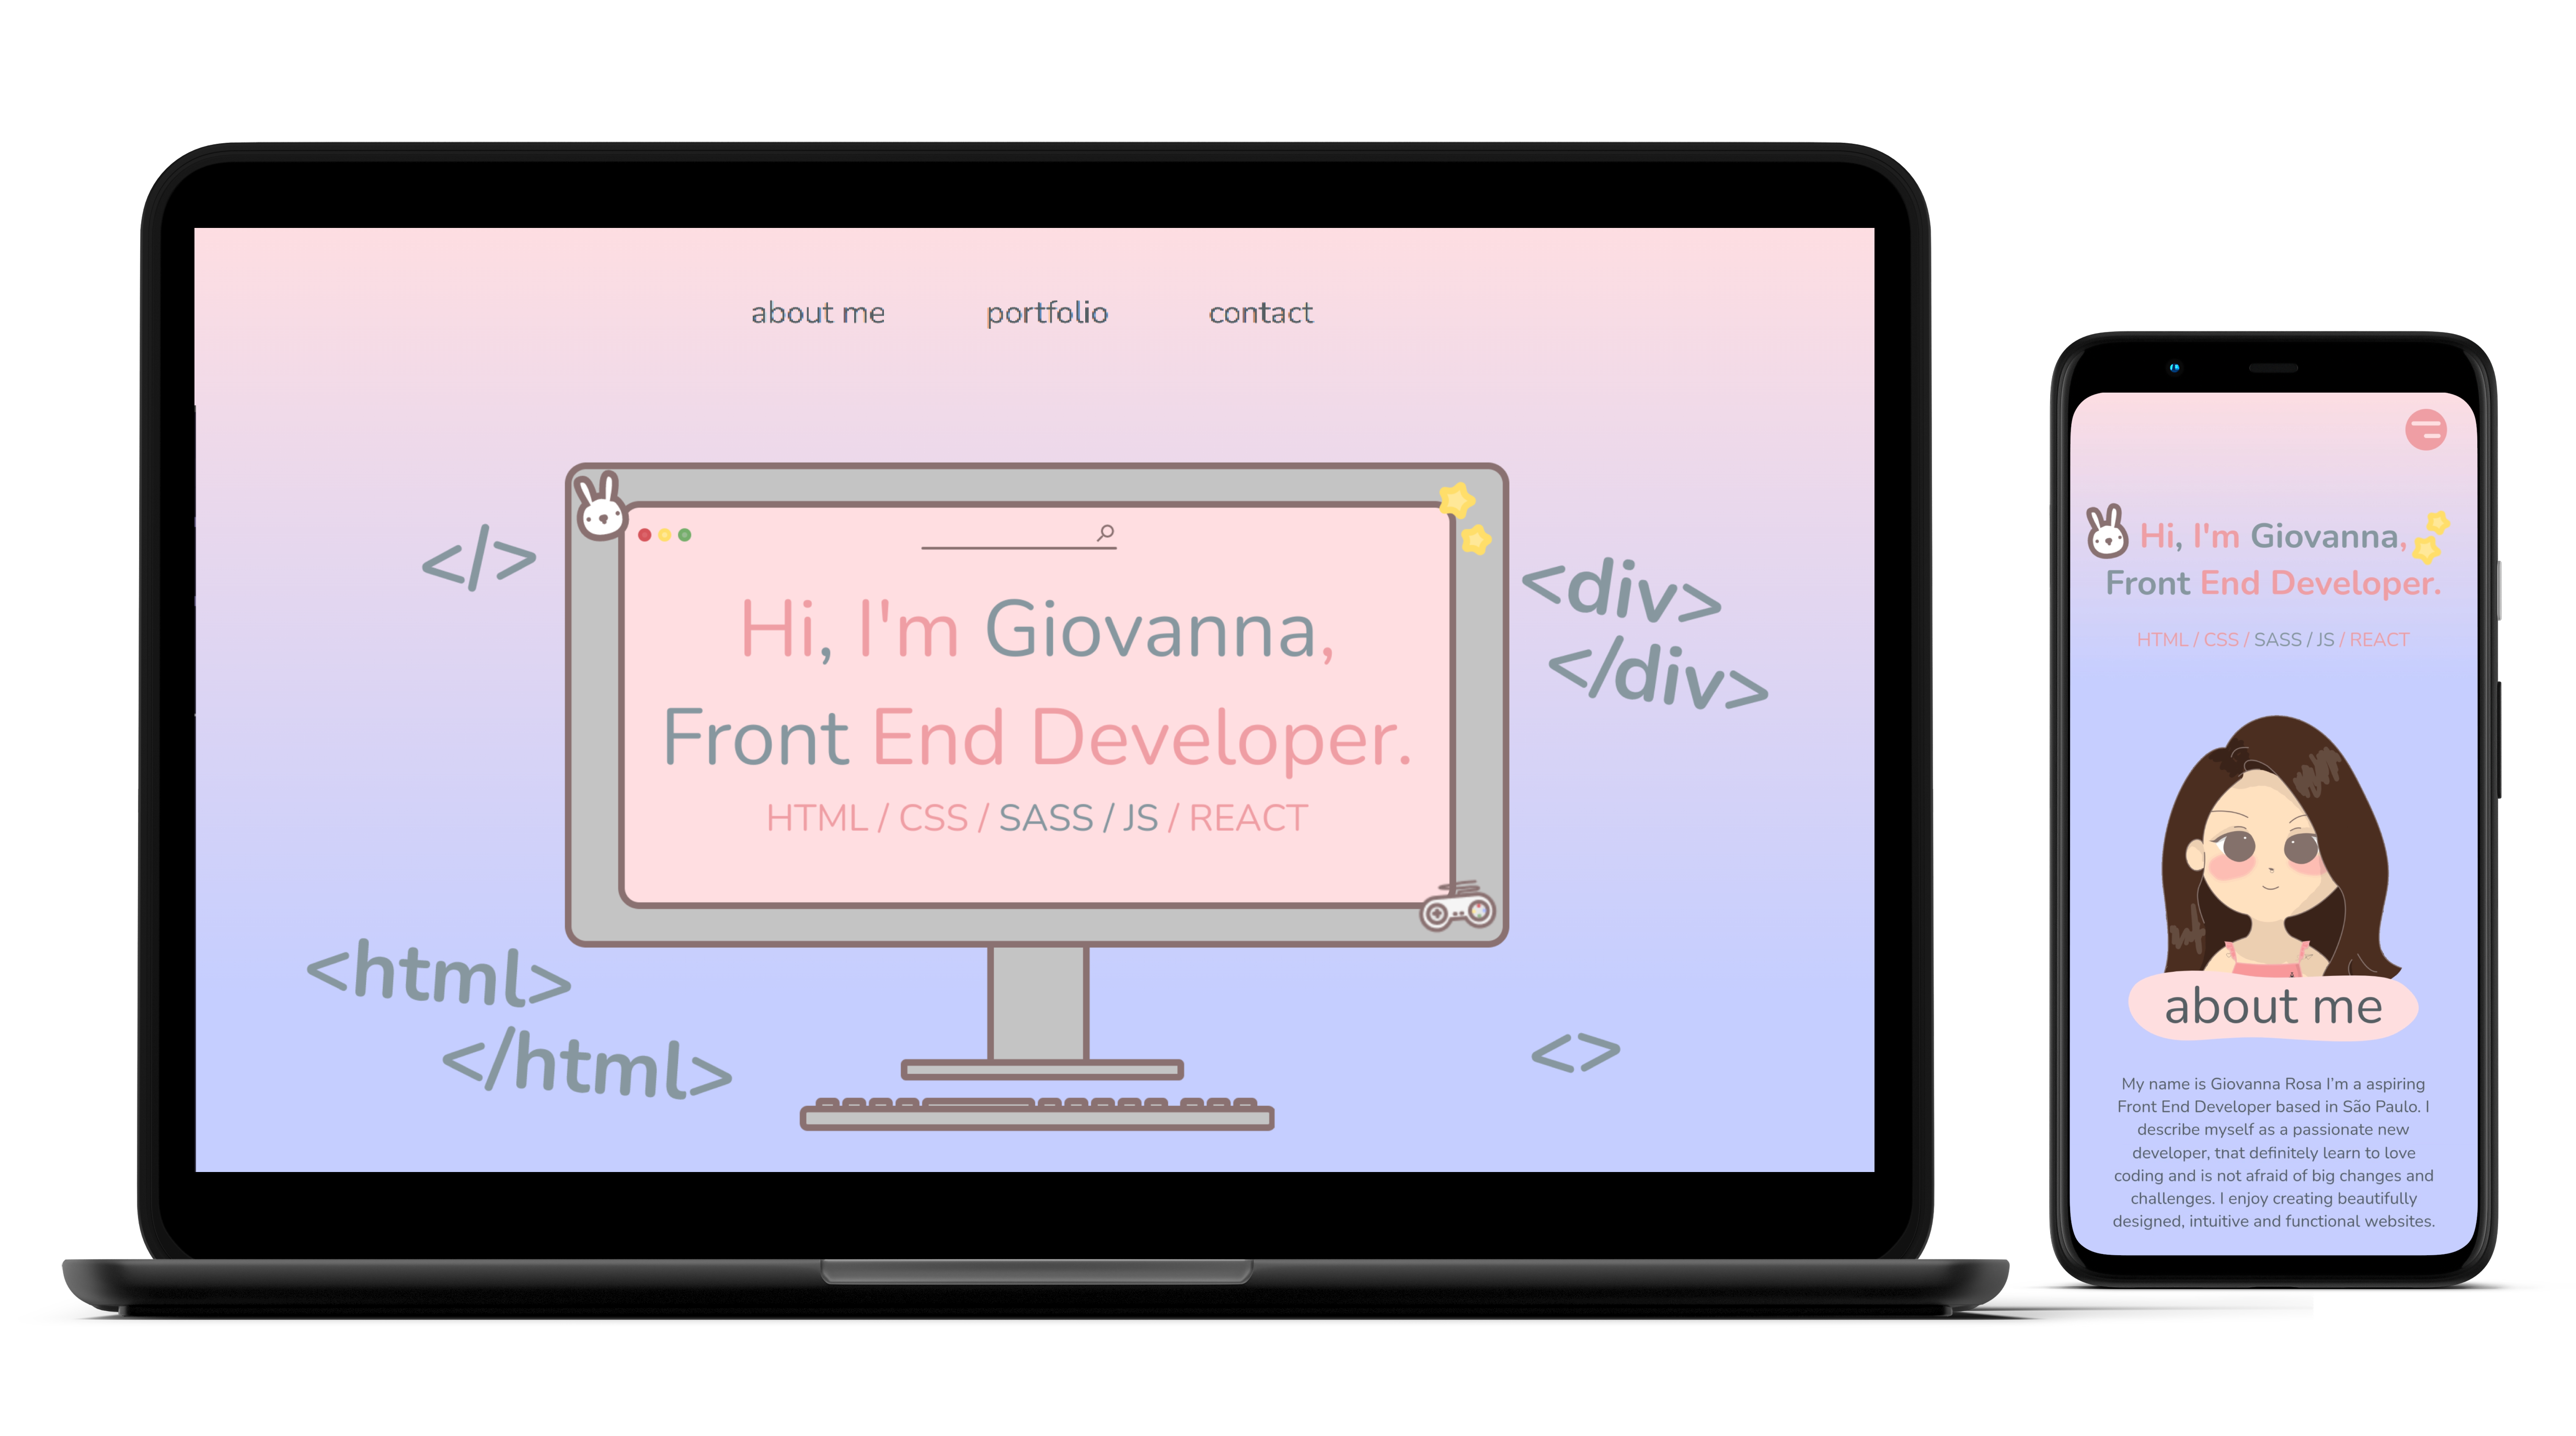 about me portfolio contact
</>
<div>
</div>
Hi, I'm Giovanna,
Front End Developer.
HTML / CSS / SASS / JS / REACT
<html>
</html>
<>
Hi, I'm Giovanna,
Front End Developer.
HTML / CSS / SASS / JS / REACT
about me
My name is Giovanna Rosa I'm a aspiring
Front End Developer based in São Paulo. I
describe myself as a passionate new
developer, tnat definitely learn to love
coding and is not afraid of big changes and
challenges. I enjoy creating beautifully
designed, intuitive and functional websites.